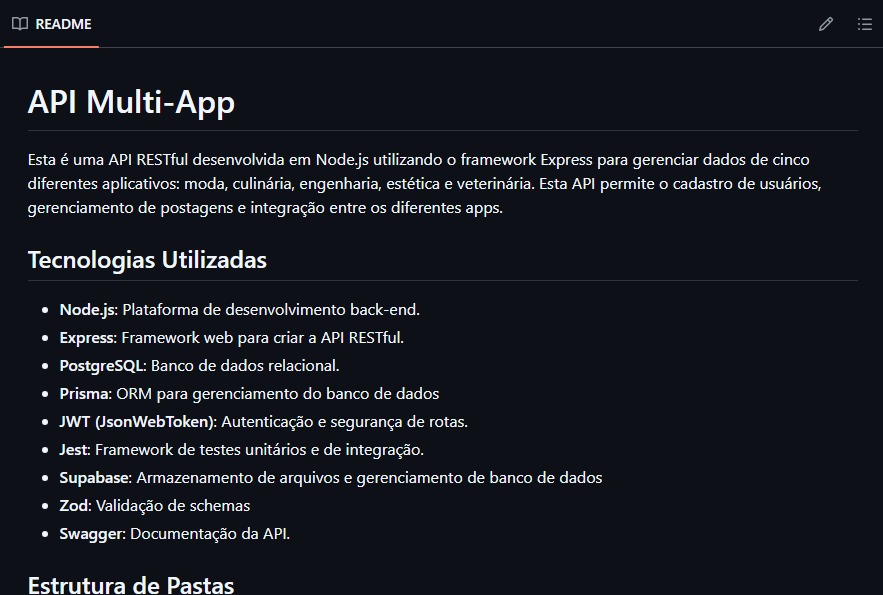 README
API Multi-App
Esta é uma API RESTful desenvolvida em Node.js utilizando o framework Express para gerenciar dados de cinco
diferentes aplicativos: moda, culinária, engenharia, estética e veterinária. Esta API permite o cadastro de usuários,
gerenciamento de postagens e integração entre os diferentes apps.
Tecnologias Utilizadas
Node.js: Plataforma de desenvolvimento back-end.
Express: Framework web para criar a API RESTful.
PostgreSQL: Banco de dados relacional.
Prisma: ORM para gerenciamento do banco de dados
JWT (JsonWebToken): Autenticação e segurança de rotas.
Jest: Framework de testes unitários e de integração.
Supabase: Armazenamento de arquivos e gerenciamento de banco de dados
Zod: Validação de schemas
Swagger: Documentação da API.
Estrutura de Pastas